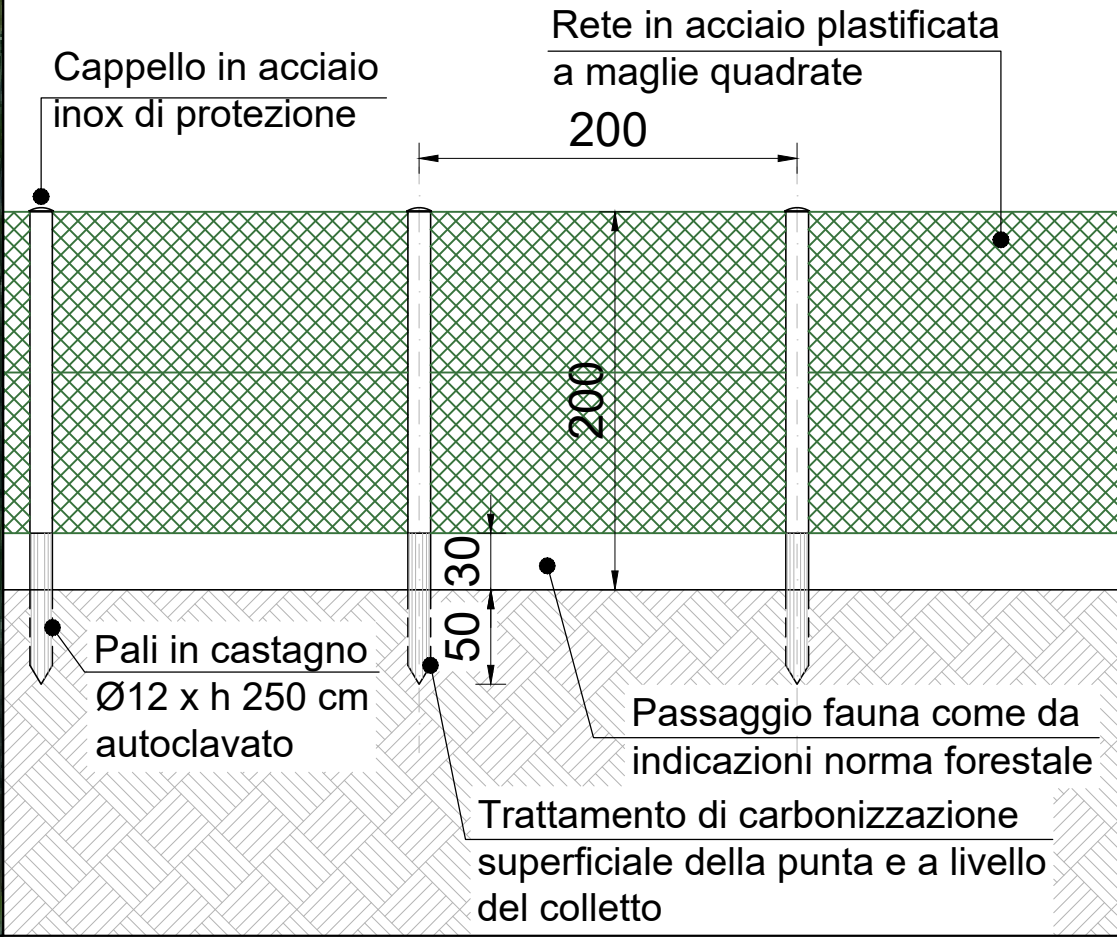 Rete in acciaio plastificata
a maglie quadrate
Cappello in acciaio
inox di protezione
200
200
30
50
Pali in castagno
Ø12 x h 250 cm
autoclavato
Passaggio fauna come da
indicazioni norma forestale
Trattamento di carbonizzazione
superficiale della punta e a livello
del colletto